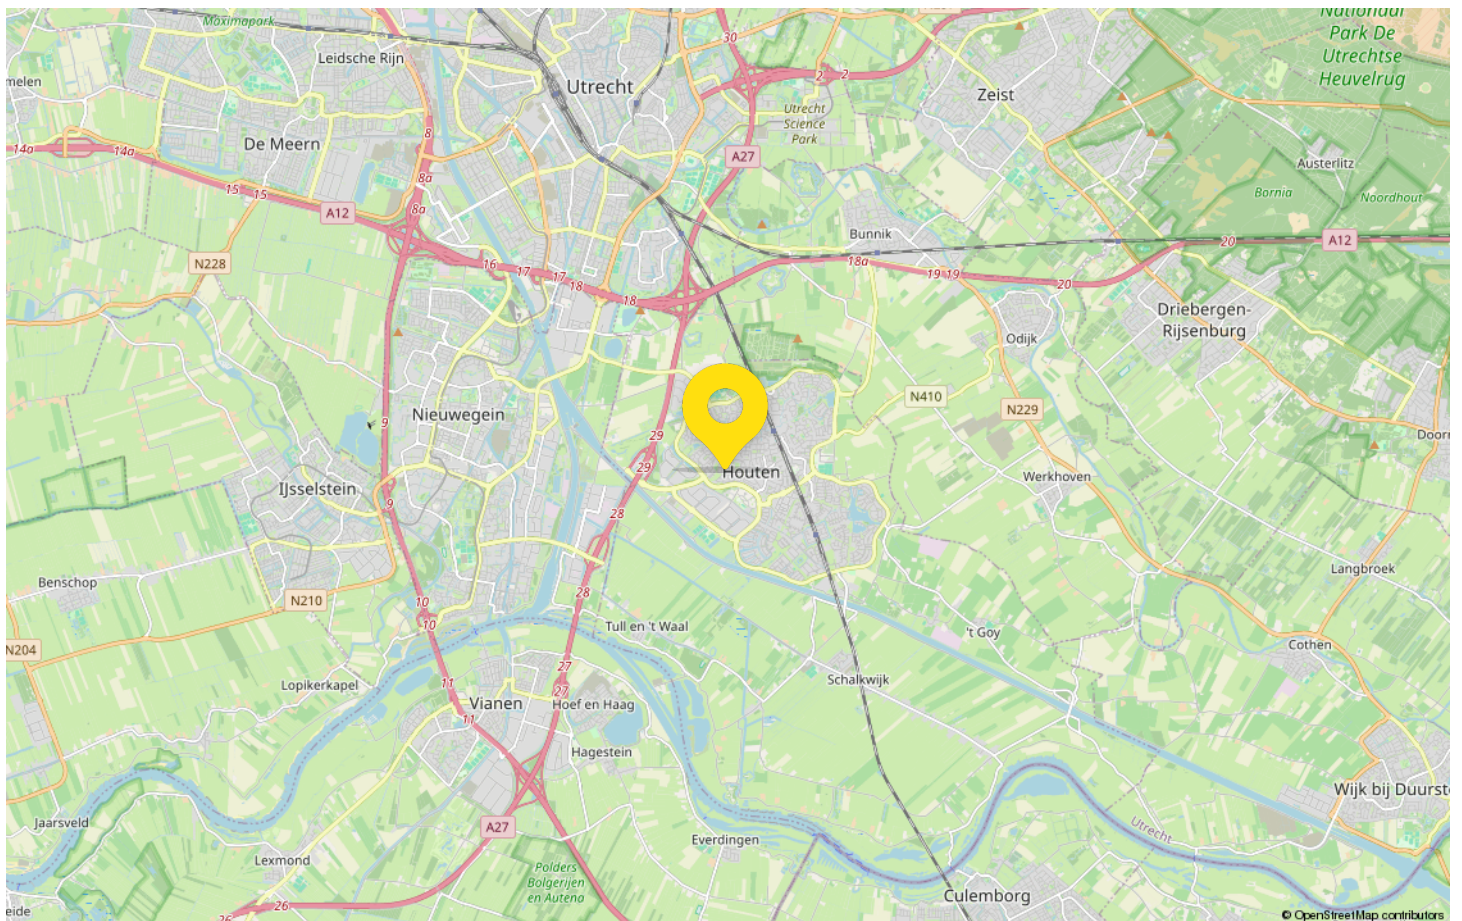 Maximapark
Leidsche Rijn
melen
Utrecht
De Meern
14a
14a
15
15
A12
8
8a
8a
30
2
2
Utrecht
Science
Park
A27
Zeist
Nationaal
Park De
Utrechtse
Heuvelrug
Austerlitz
Bornia
Noordhout
Bunnik
18a
19
19
20
20
A12
N228
16
17
17
18
18
Driebergen-
Rijsenburg
Odijk
N410
N229
Nieuwegein
9
29
29
Houten
Doorn
Werkhoven
IJsselstein
9
28
Benschop
N210
10
10
28
Langbroek
Tull en 't Waal
't Goy
Cothen
N204
Lopikerkapel
11
11
27
27
Vianen
Hoef en Haag
Schalkwijk
Hagestein
Wijk bij Duurst
Jaarsveld
A27
Everdingen
Utrecht
Lexmond
Polders
Bolgerijen
en Autena
eide
26
26
Culemborg
© OpenStreetMap contributors